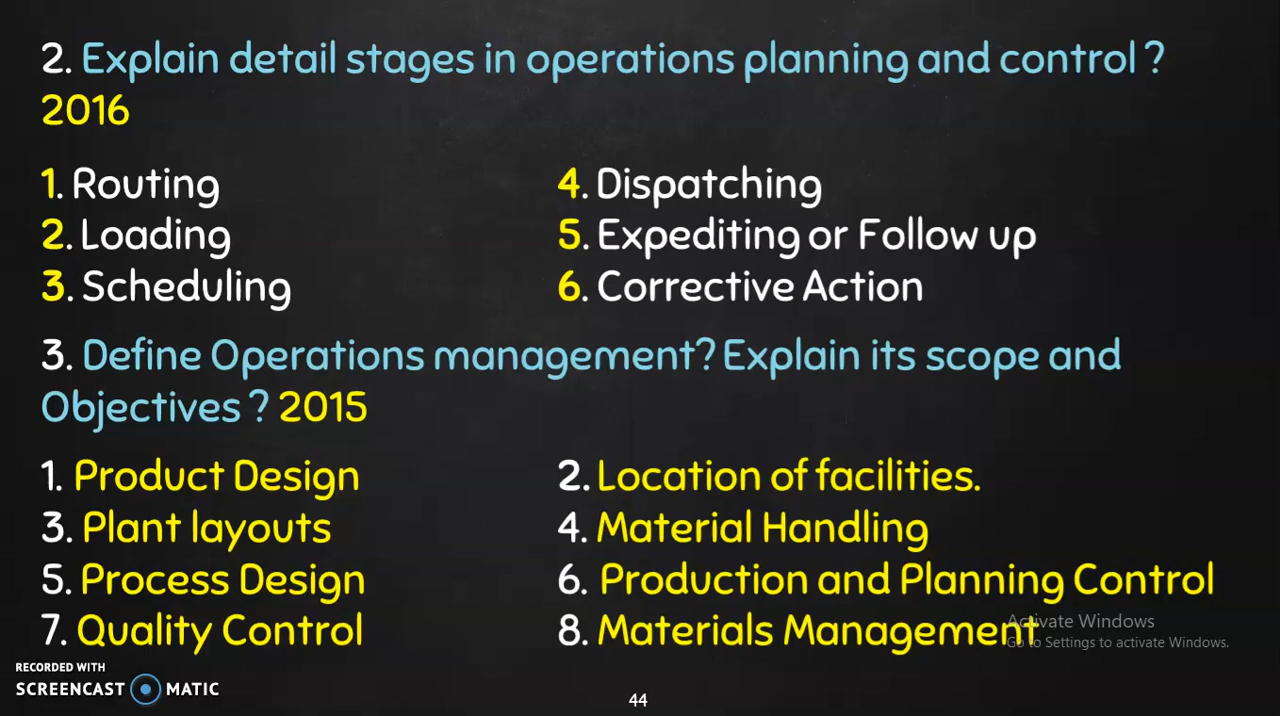 2. Explain detail stages in operations planning and control ?
2016
1. Routing
4. Dispatching
2. Loading
5. Expediting or Follow up
3. Scheduling
6. Corrective Action
3. Define Operations management? Explain its scope and
Objectives ? 2015
1. Product Design
2. Location of facilities.
3. Plant layouts
4. Material Handling
5. Process Design
6. Production and Planning Control
7. Quality Control
8. Materials Management
Activate Windows
Go to Settings to activate Windows.
RECORDED WITH
SCREENCAST MATIC
44